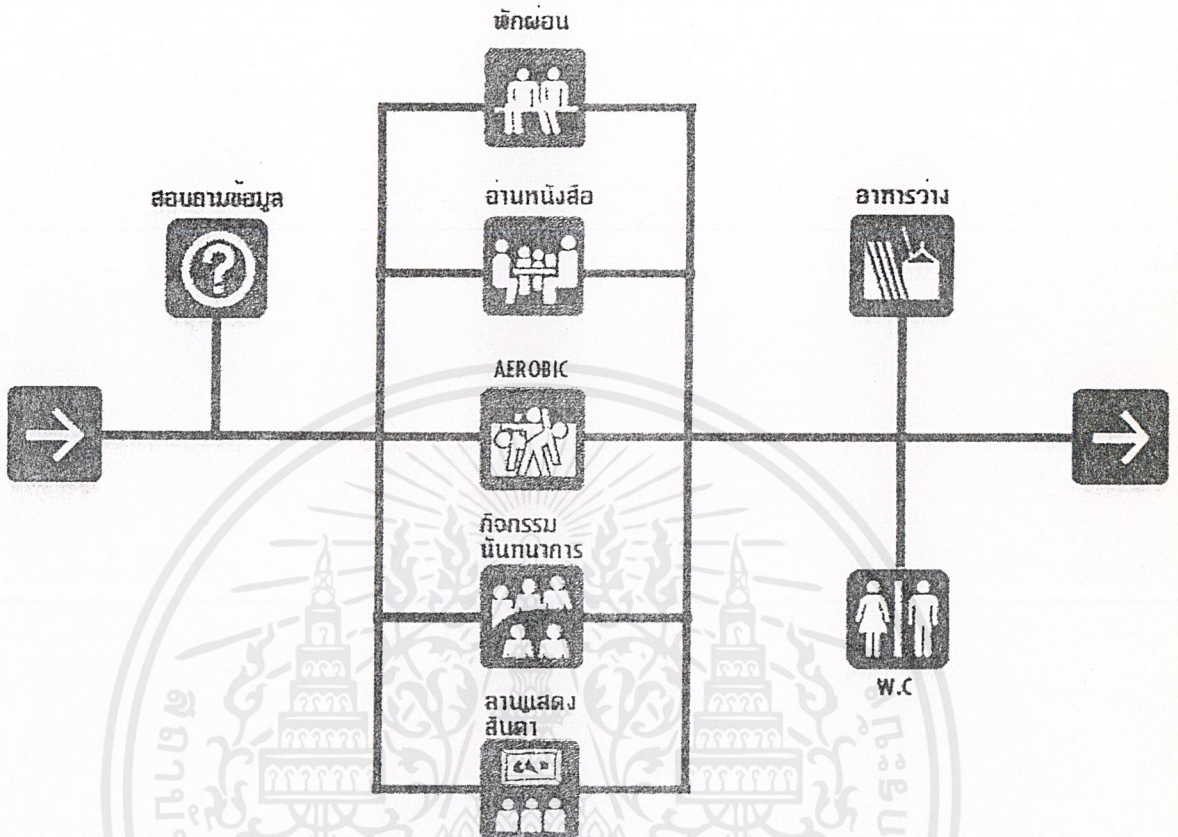 พักผ่อน
สอบถามข้อมูล
อ่านหนังสือ
อาหารว่าง
AEROBIC
กิจกรรม
นันทนาการ
ลานแสดง
สินค้า
W.C